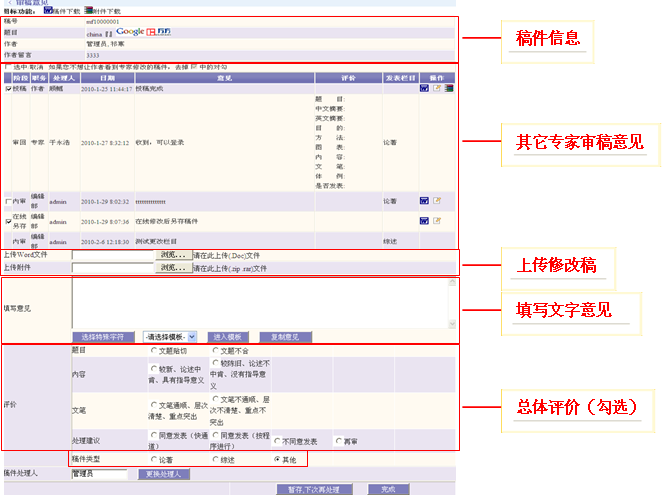 审稿意见
图标功能： 稿件下载 附件下载
稿号 mf10000001
题目 china Google 万方
作者 管理员, 祁寒
作者留言 3333
稿件信息
选中 取消 如果您不想让作者看到专家修改的稿件，去掉 中的对勾
阶段 职务 处理人 日期 意见 评价 发表栏目 操作
投稿 作者 2010-1-25 11:44:17 投稿完成
题 目:
中文摘要:
英文摘要:
目 的:
方 法:
审回 专家 于永浩 2010-1-27 8:32:12 收到，可以登录 图 表: 论著
内 容:
文 笔:
体 例:
是否发表:
其它专家审稿意见
内审 编辑部 admin 2010-1-29 8:02:32 论著
在线另存 编辑部 admin 2010-1-29 8:07:36 在线修改后另存稿件
内审 编辑部 admin 2010-2-6 12:18:30 测试更改栏目 综述
上传Word文件 浏览... 请在此上传(.Doc)文件
上传附件 浏览... 请在此上传(.zip .rar)文件
上传修改稿
填写意见
填写文字意见
选择特殊字符 -请选择模板- 进入模板 复制意见
评价
题目 文题贴切 文题不合
内容 较新、论述中肯、具有指导意义 较陈旧、论述不中肯、没有指导意义
文笔 文笔通顺、层次清楚、重点突出 文笔不通顺、层次不清楚、重点不突出
处理建议 同意发表（快通道） 同意发表（按程序进行） 不同意发表 再审
总体评价（勾选）
稿件类型 论著 综述 其他
稿件处理人 管理员 更换处理人
暂存,下次再处理 完成